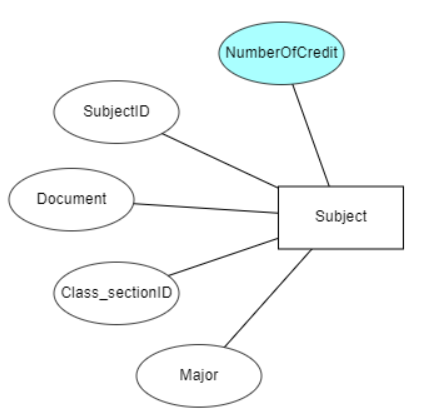 NumberOfCredit
SubjectID
Document
Subject
Class_sectionID
Major